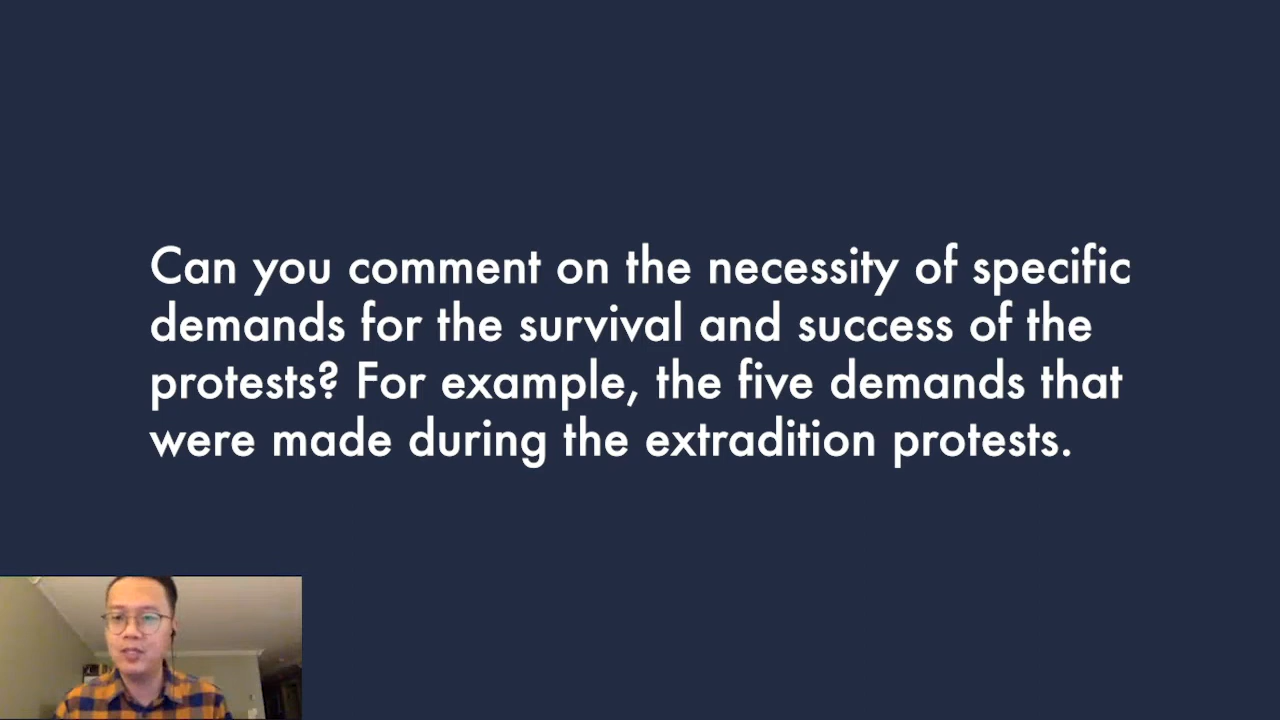 Can you comment on the necessity of specific
demands for the survival and success of the
protests? For example, the five demands that
were made during the extradition protests.